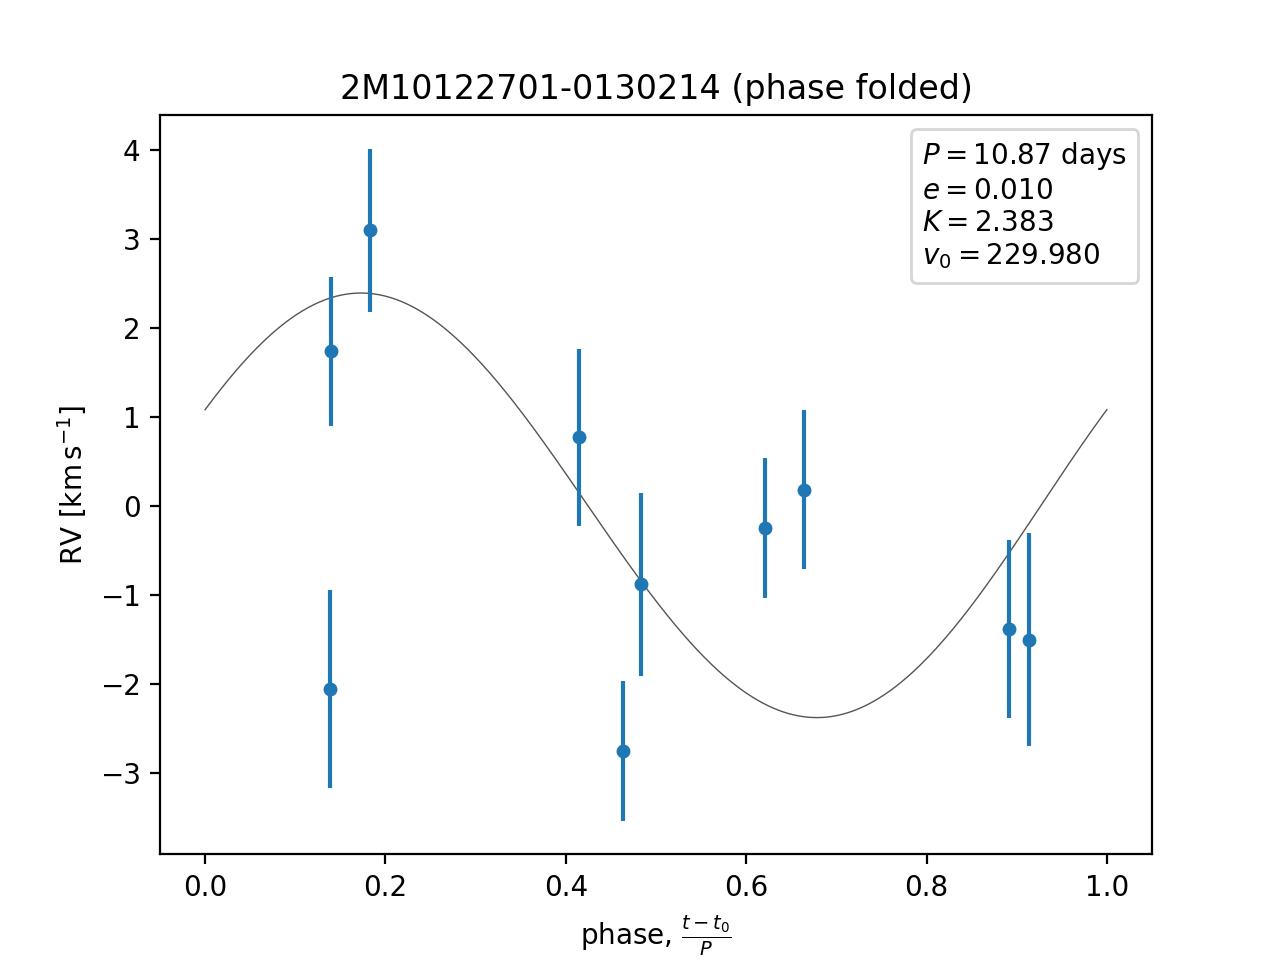 2M10122701-0130214 (phase folded)
P = 10.87 days
e = 0.010
K = 2.383
v₀ = 229.980
4
3
2
1
0
−1
−2
−3
RV [km s⁻¹]
0.0 0.2 0.4 0.6 0.8 1.0
phase, (t − t₀)/P